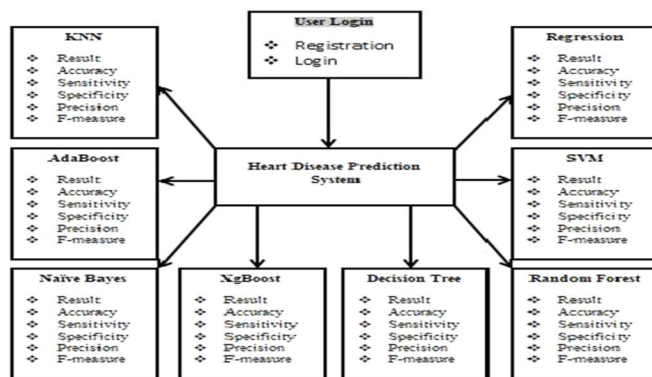 User Login
❖ Registration
❖ Login
KNN
❖ Result
❖ Accuracy
❖ Sensitivity
❖ Specificity
❖ Precision
❖ F-measure
Regression
❖ Result
❖ Accuracy
❖ Sensitivity
❖ Specificity
❖ Precision
❖ F-measure
Heart Disease Prediction
System
AdaBoost
❖ Result
❖ Accuracy
❖ Sensitivity
❖ Specificity
❖ Precision
❖ F-measure
SVM
❖ Result
❖ Accuracy
❖ Sensitivity
❖ Specificity
❖ Precision
❖ F-measure
Naïve Bayes
❖ Result
❖ Accuracy
❖ Sensitivity
❖ Specificity
❖ Precision
❖ F-measure
XgBoost
❖ Result
❖ Accuracy
❖ Sensitivity
❖ Specificity
❖ Precision
❖ F-measure
Decision Tree
❖ Result
❖ Accuracy
❖ Sensitivity
❖ Specificity
❖ Precision
❖ F-measure
Random Forest
❖ Result
❖ Accuracy
❖ Sensitivity
❖ Specificity
❖ Precision
❖ F-measure